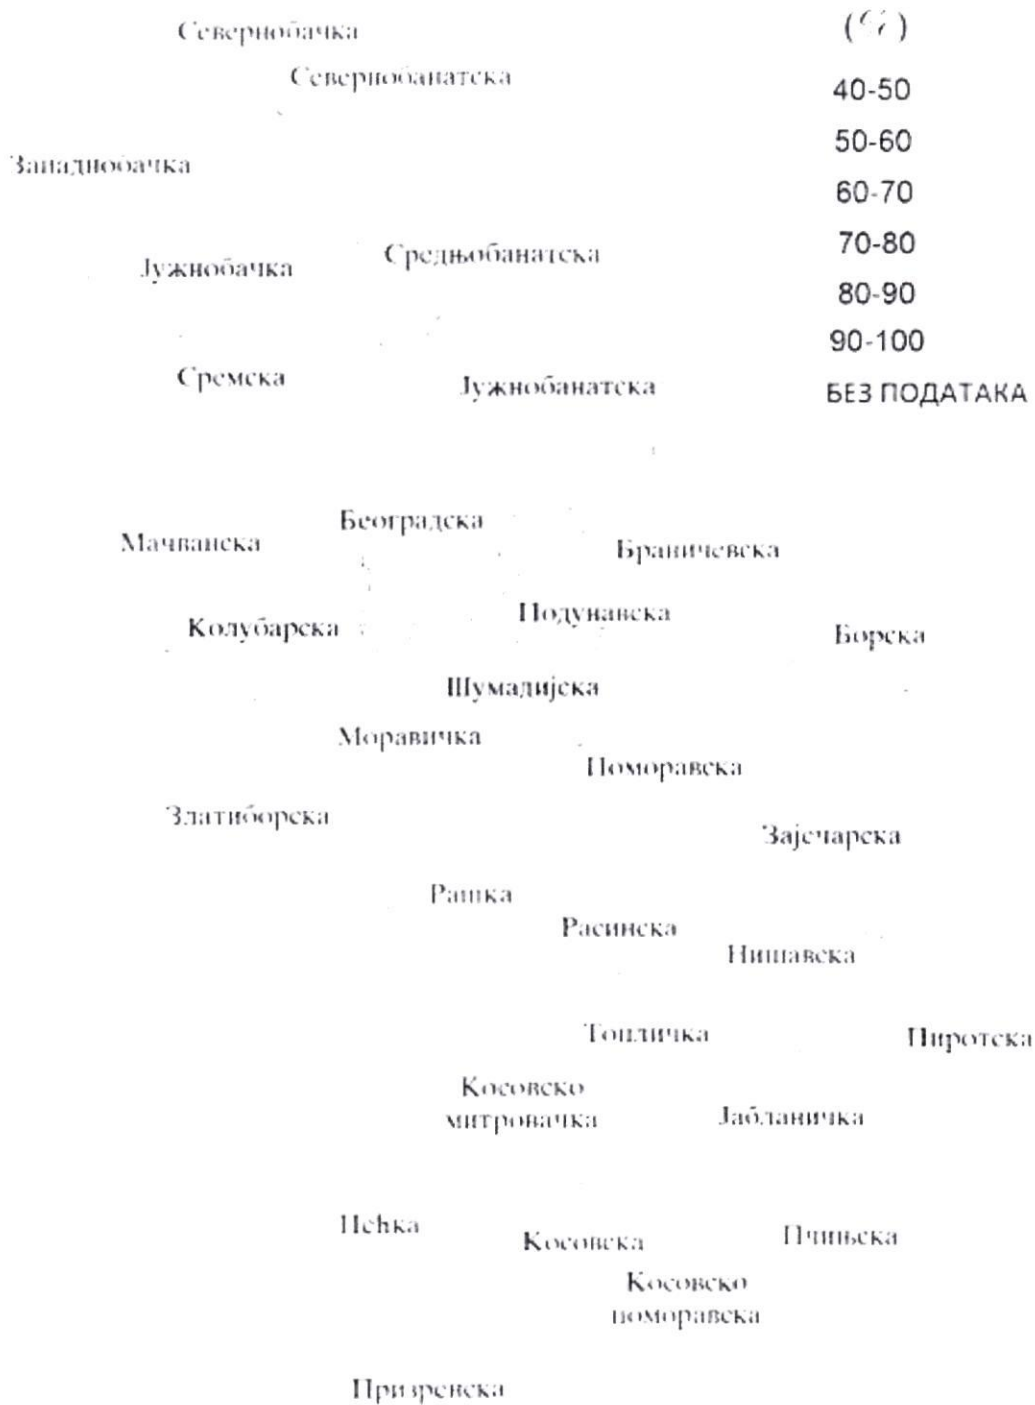 Севернобачка
(%)
Севернобанатска
40-50
50-60
Западнобачка
60-70
70-80
Јужнобачка
Средњобанатска
80-90
90-100
Сремска
Јужнобанатска
БЕЗ ПОДАТАКА
Мачванска
Београдска
Браничевска
Колубарска
Подунавска
Борска
Шумадијска
Моравичка
Поморавска
Златиборска
Зајечарска
Рашка
Расинска
Нишавска
Топличка
Пиротска
Косовско
митровачка
Јабланичка
Пећка
Косовска
Пчињска
Косовско
поморавска
Призренска